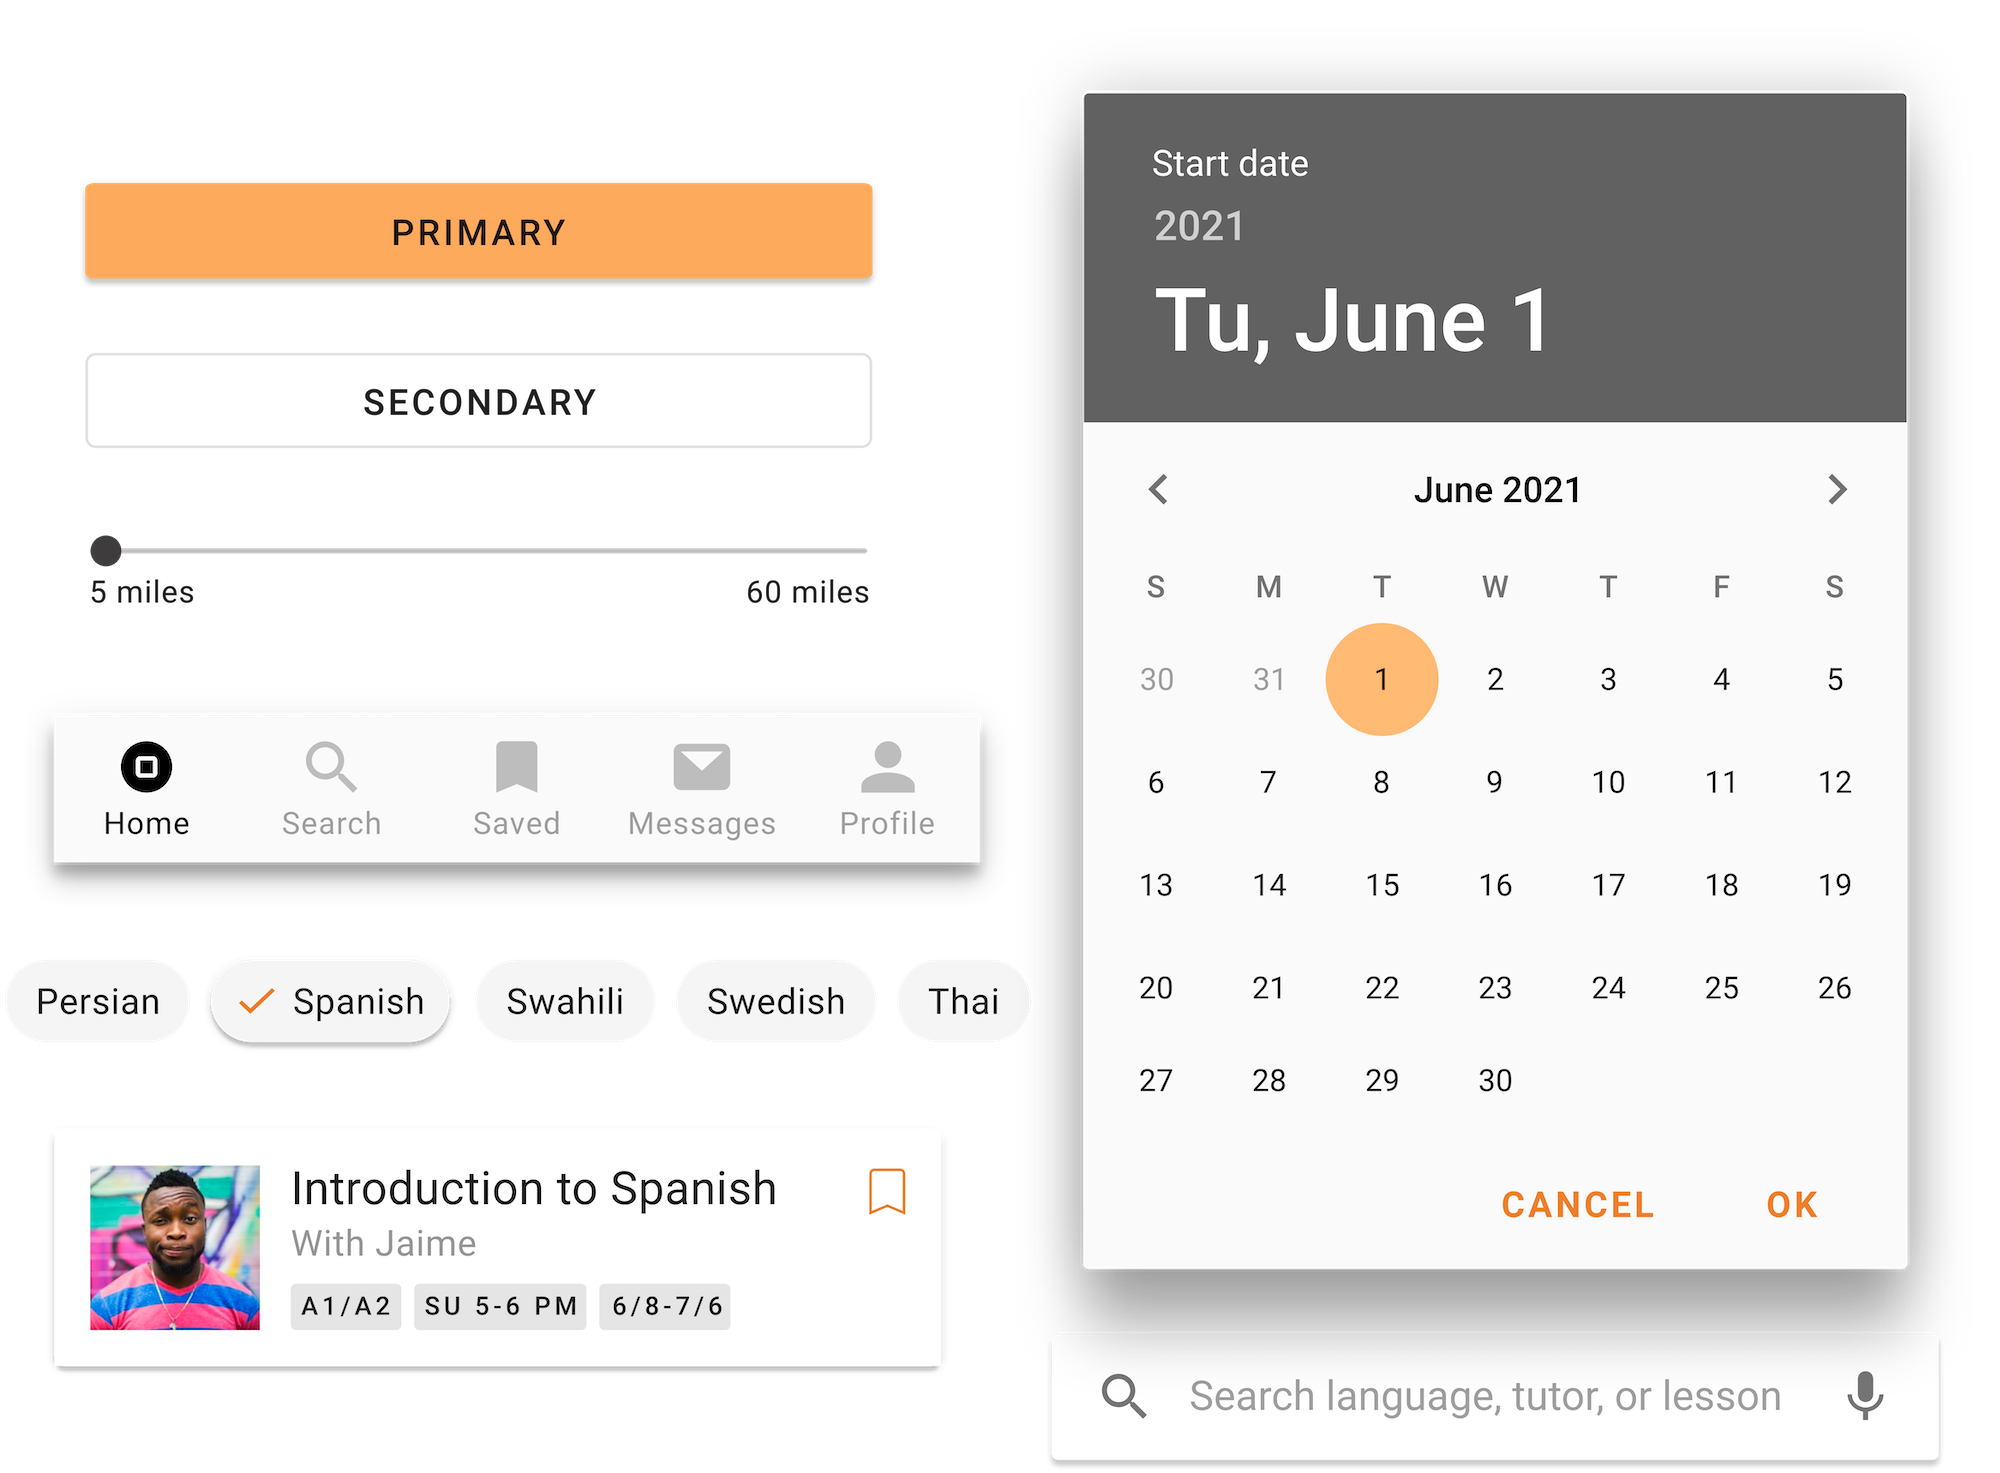 PRIMARY
SECONDARY
5 miles 60 miles
Home Search Saved Messages Profile
Persian Spanish Swahili Swedish Thai
Introduction to Spanish
With Jaime
A1/A2 SU 5-6 PM 6/8-7/6
Start date
2021
Tu, June 1
June 2021
S M T W T F S
30 31 1 2 3 4 5
6 7 8 9 10 11 12
13 14 15 16 17 18 19
20 21 22 23 24 25 26
27 28 29 30
CANCEL OK
Search language, tutor, or lesson